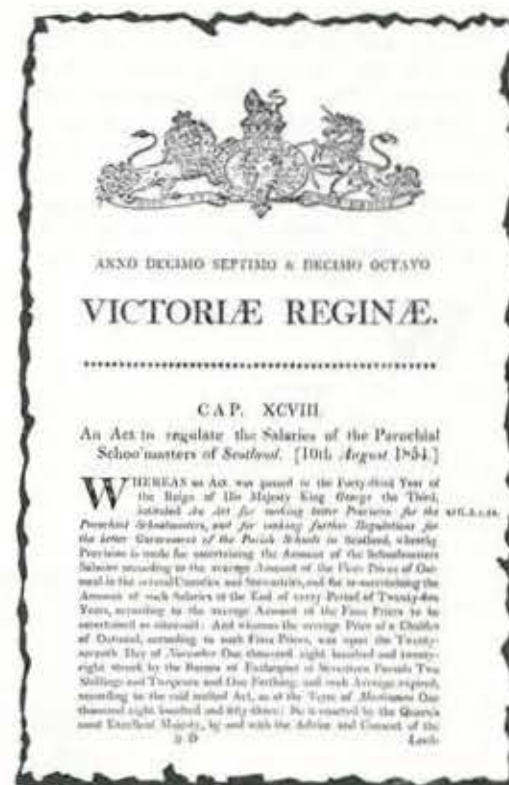 ANNO DECIMO SEPTIMO & DECIMO OCTAVO
VICTORIÆ REGINÆ.
CAP. XCVIII.
An Act to regulate the Salaries of the Parochial
Schoolmasters of Scotland. [10th August 1854.]
WHEREAS an Act was passed in the Forty-third Year of
the Reign of His Majesty King George the Third,
intituled An Act for making better Provision for the
Parochial Schoolmasters, and for making further Regulations for
the better Government of the Parish Schools in Scotland, whereby
Provision is made for ascertaining the Amount of the Schoolmasters
Salaries according to the average Amount of the Fiars Prices of Oat-
meal in the several Counties and Stewartries, and for re-ascertaining the
Amount of such Salaries at the End of every Period of Twenty-five
Years, according to the average Amount of the Fiars Prices to be
ascertained as aforesaid: And whereas the average Price of a Chalder
of Oatmeal, according to such Fiars Prices, was upon the Twenty-
Day of November One thousand eight hundred and twenty-
eight struck by the Barons of Exchequer at Seventeen Pounds Two
Shillings and Twopence and One Farthing; and such Average expired,
according to the said recited Act, as at the Term of Martinmas One
thousand eight hundred and fifty-three: Be it enacted by the Queen's
most Excellent Majesty, by and with the Advice and Consent of the
Lords